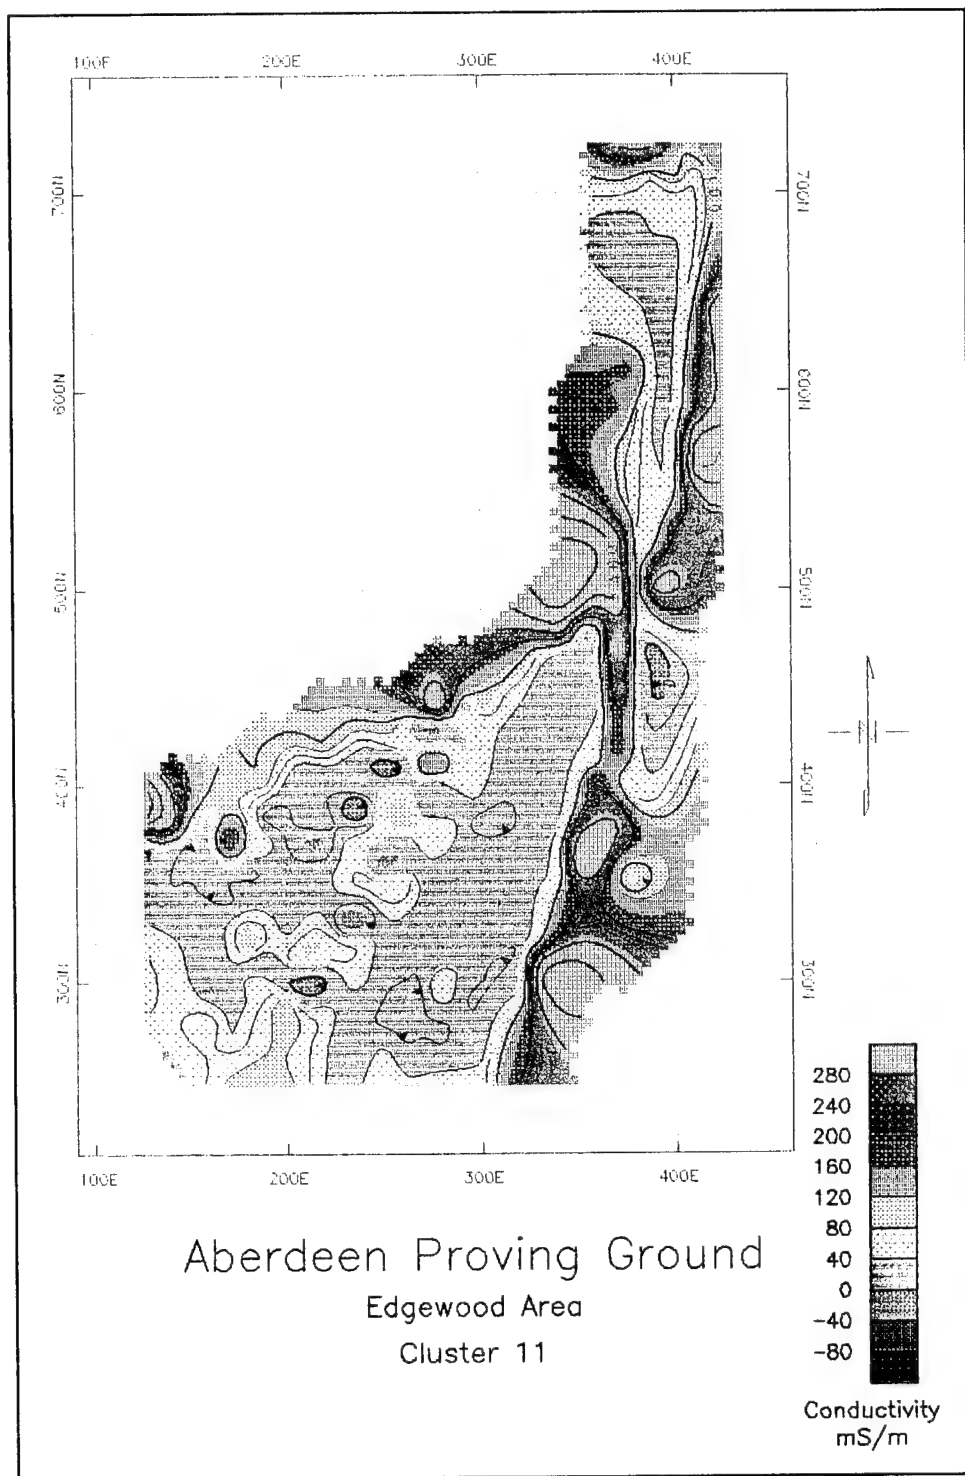 100E 200E 300E 400E
700N 700N
600N 600N
500N 500N
400N 400N
300N 300N
100E 200E 300E 400E
280
240
200
160
120
80
40
0
-40
-80
Conductivity
mS/m
Aberdeen Proving Ground
Edgewood Area
Cluster 11